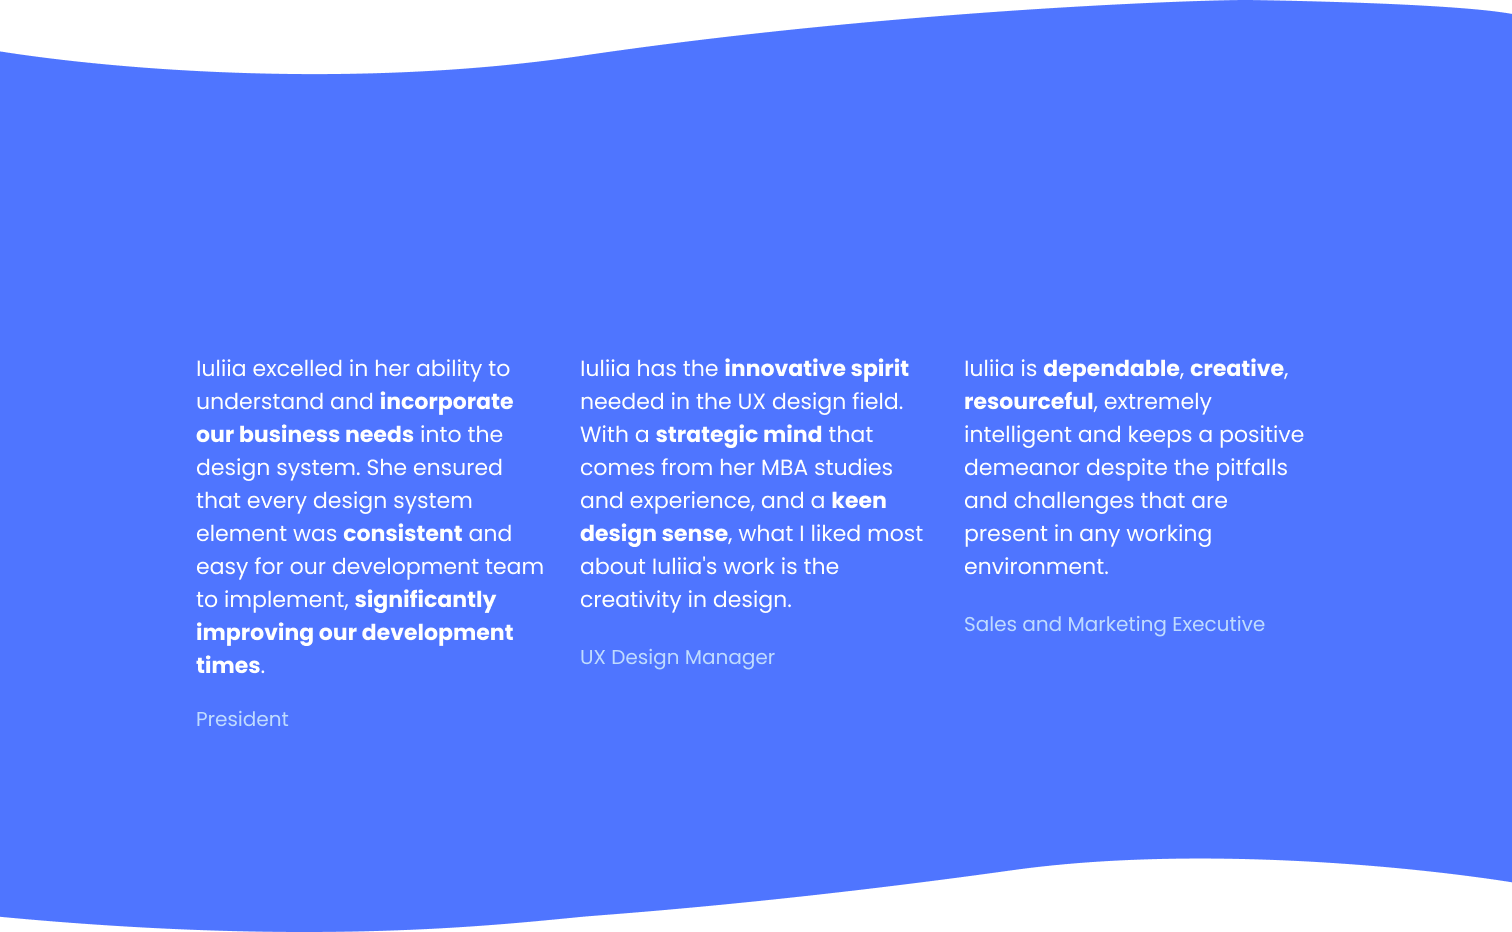 Iuliia excelled in her ability to
understand and incorporate
our business needs into the
design system. She ensured
that every design system
element was consistent and
easy for our development team
to implement, significantly
improving our development
times.
President
Iuliia has the innovative spirit
needed in the UX design field.
With a strategic mind that
comes from her MBA studies
and experience, and a keen
design sense, what I liked most
about Iuliia's work is the
creativity in design.
UX Design Manager
Iuliia is dependable, creative,
resourceful, extremely
intelligent and keeps a positive
demeanor despite the pitfalls
and challenges that are
present in any working
environment.
Sales and Marketing Executive